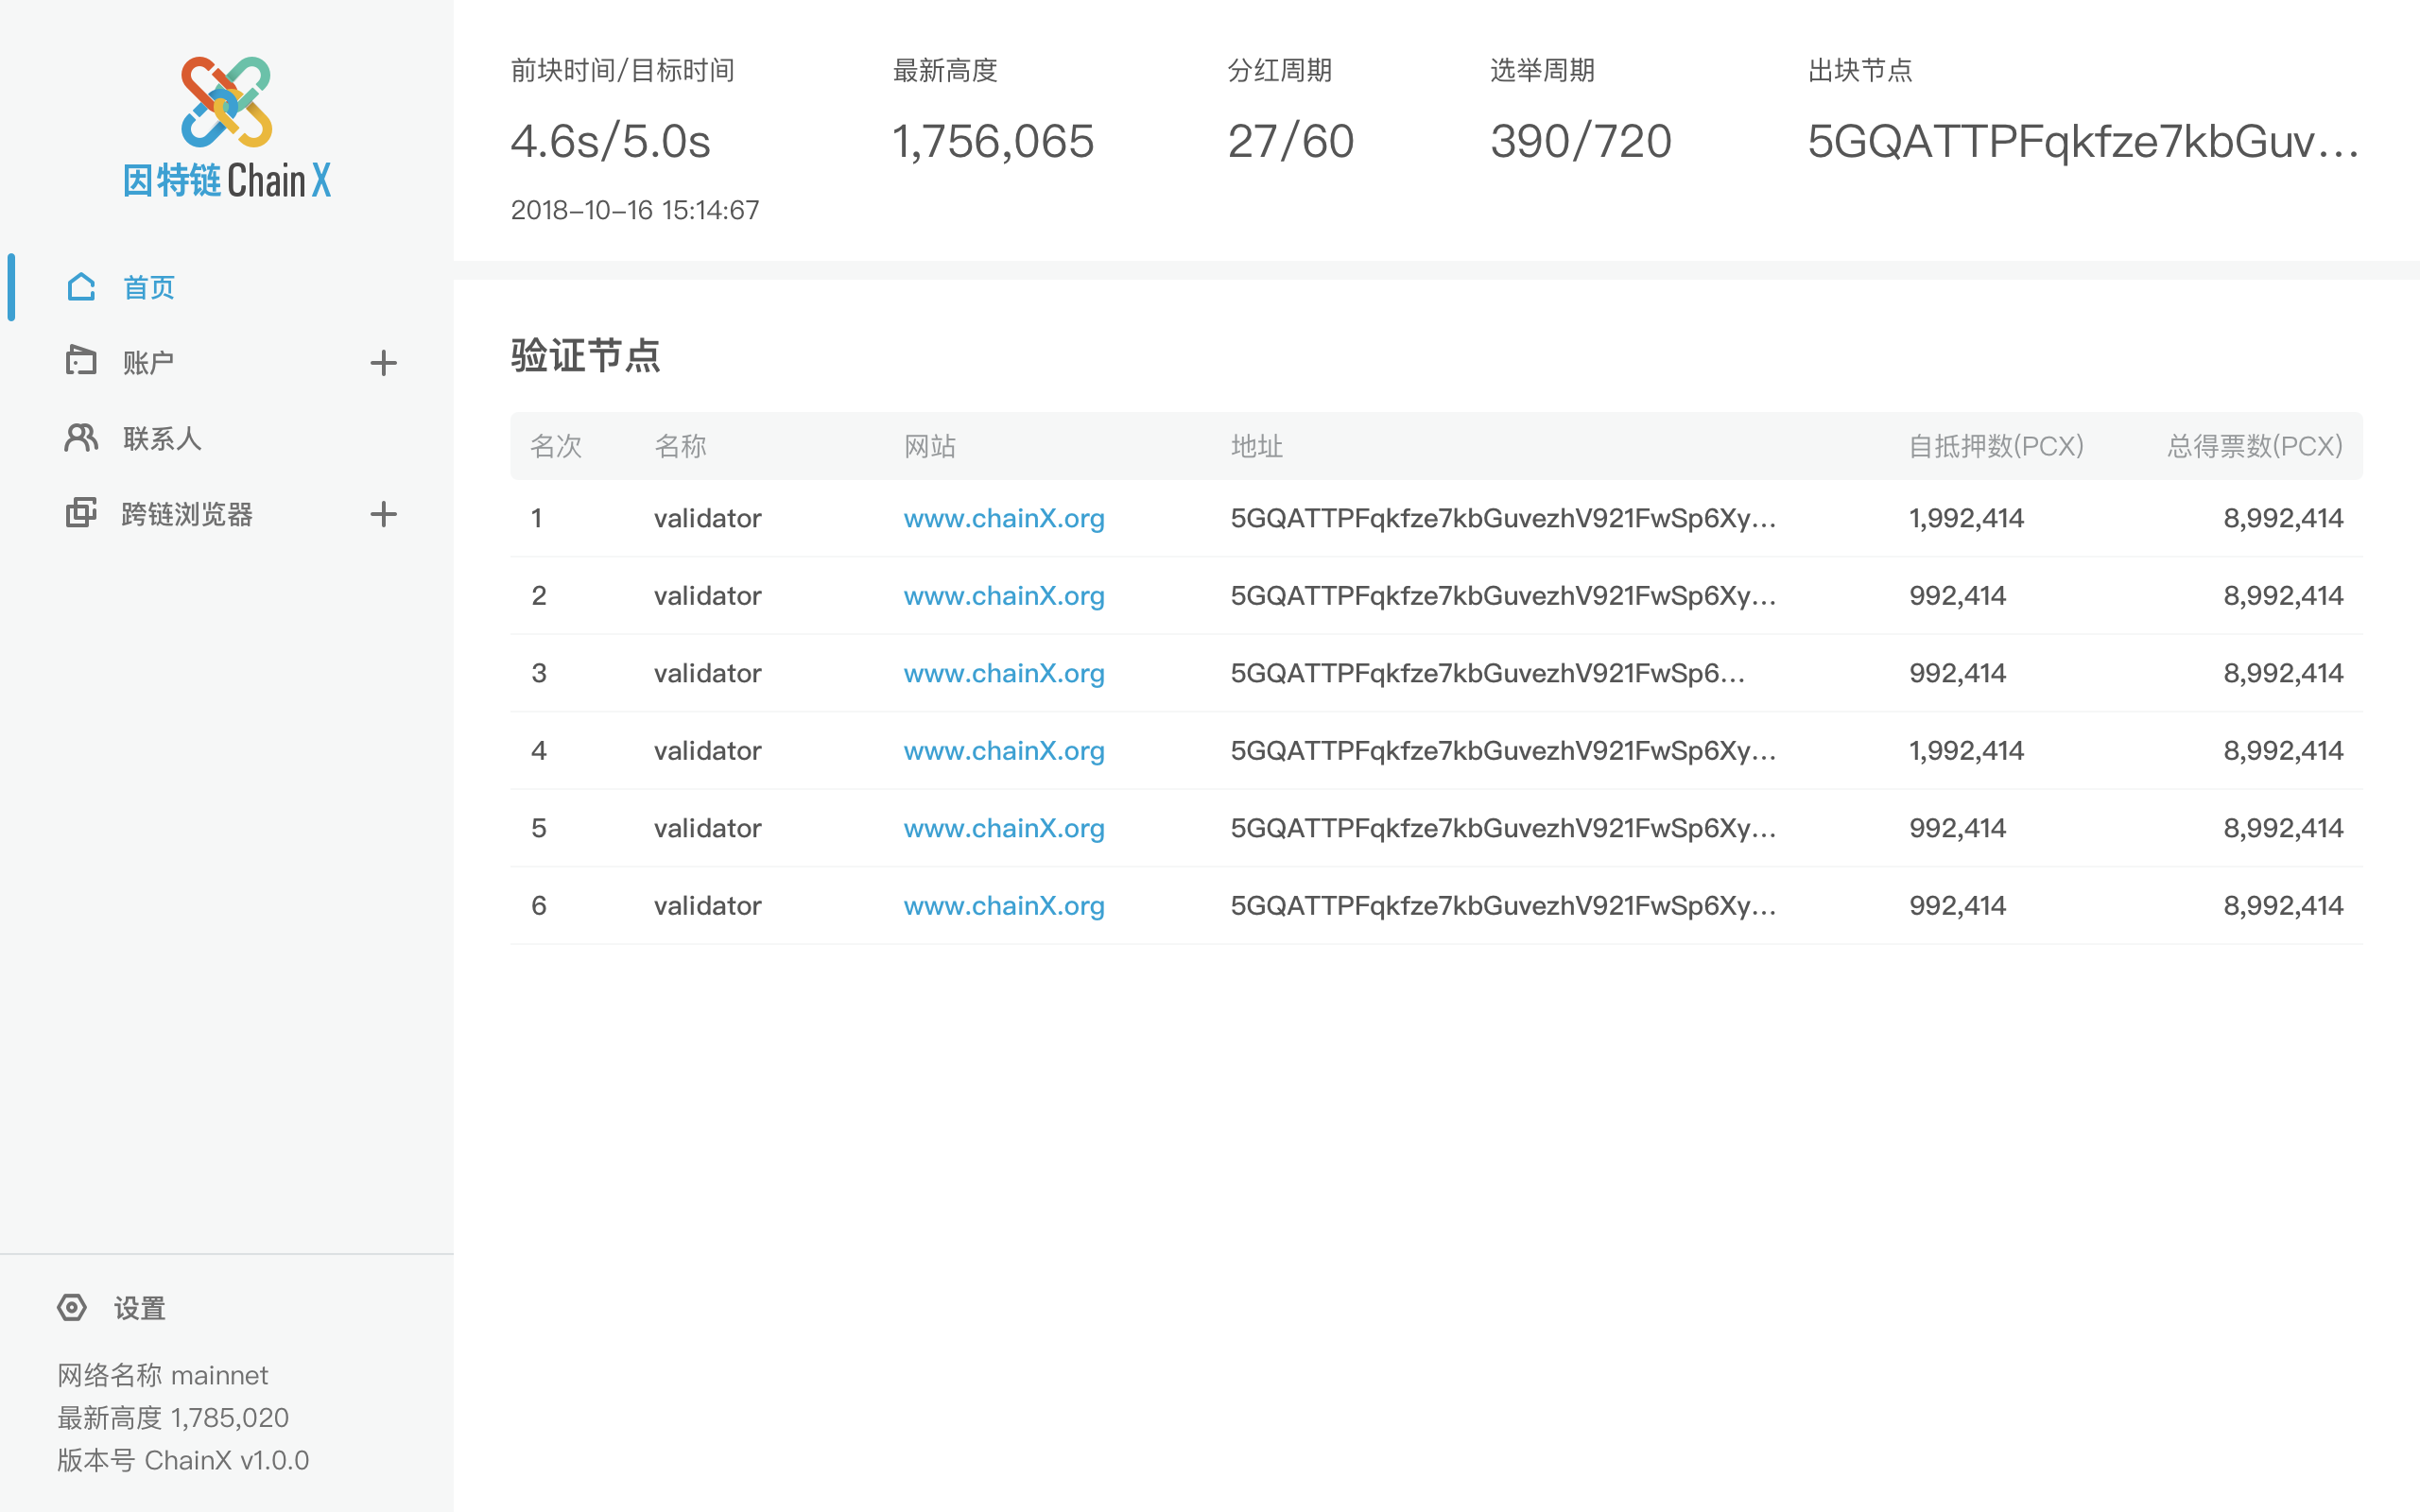 因特链 Chain X
首页
账户
联系人
跨链浏览器
设置
网络名称 mainnet
最新高度 1,785,020
版本号 ChainX v1.0.0
前块时间/目标时间 最新高度 分红周期 选举周期 出块节点
4.6s/5.0s 1,756,065 27/60 390/720 5GQATTPFqkfze7kbGuv...
2018-10-16 15:14:67
验证节点
名次 名称 网站 地址 自抵押数(PCX) 总得票数(PCX)
1 validator www.chainX.org 5GQATTPFqkfze7kbGuvezhV921FwSp6Xy... 1,992,414 8,992,414
2 validator www.chainX.org 5GQATTPFqkfze7kbGuvezhV921FwSp6Xy... 992,414 8,992,414
3 validator www.chainX.org 5GQATTPFqkfze7kbGuvezhV921FwSp6... 992,414 8,992,414
4 validator www.chainX.org 5GQATTPFqkfze7kbGuvezhV921FwSp6Xy... 1,992,414 8,992,414
5 validator www.chainX.org 5GQATTPFqkfze7kbGuvezhV921FwSp6Xy... 992,414 8,992,414
6 validator www.chainX.org 5GQATTPFqkfze7kbGuvezhV921FwSp6Xy... 992,414 8,992,414